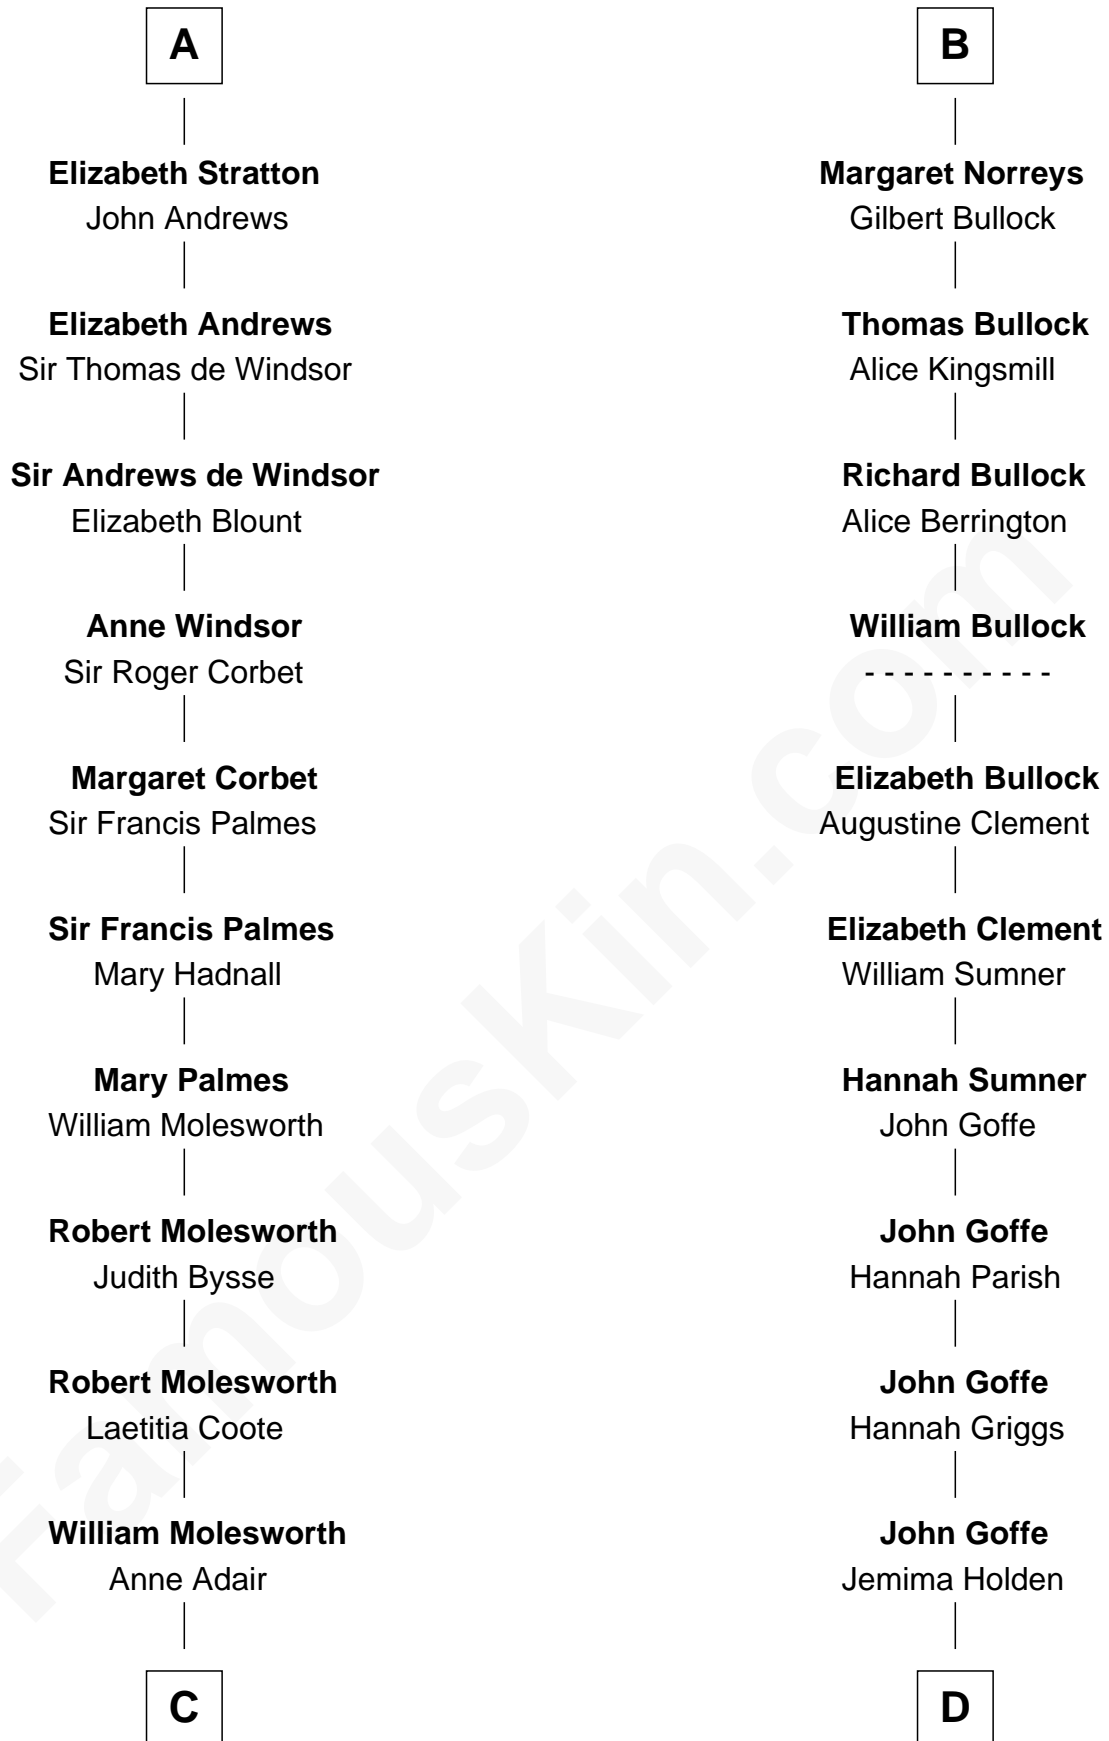 A
Elizabeth Stratton
John Andrews
Elizabeth Andrews
Sir Thomas de Windsor
Sir Andrews de Windsor
Elizabeth Blount
Anne Windsor
Sir Roger Corbet
Margaret Corbet
Sir Francis Palmes
Sir Francis Palmes
Mary Hadnall
Mary Palmes
William Molesworth
Robert Molesworth
Judith Bysse
Robert Molesworth
Laetitia Coote
William Molesworth
Anne Adair
C
B
Margaret Norreys
Gilbert Bullock
Thomas Bullock
Alice Kingsmill
Richard Bullock
Alice Berrington
William Bullock
- - - - - - - - - -
Elizabeth Bullock
Augustine Clement
Elizabeth Clement
William Sumner
Hannah Sumner
John Goffe
John Goffe
Hannah Parish
John Goffe
Hannah Griggs
John Goffe
Jemima Holden
D
FamousKin.com